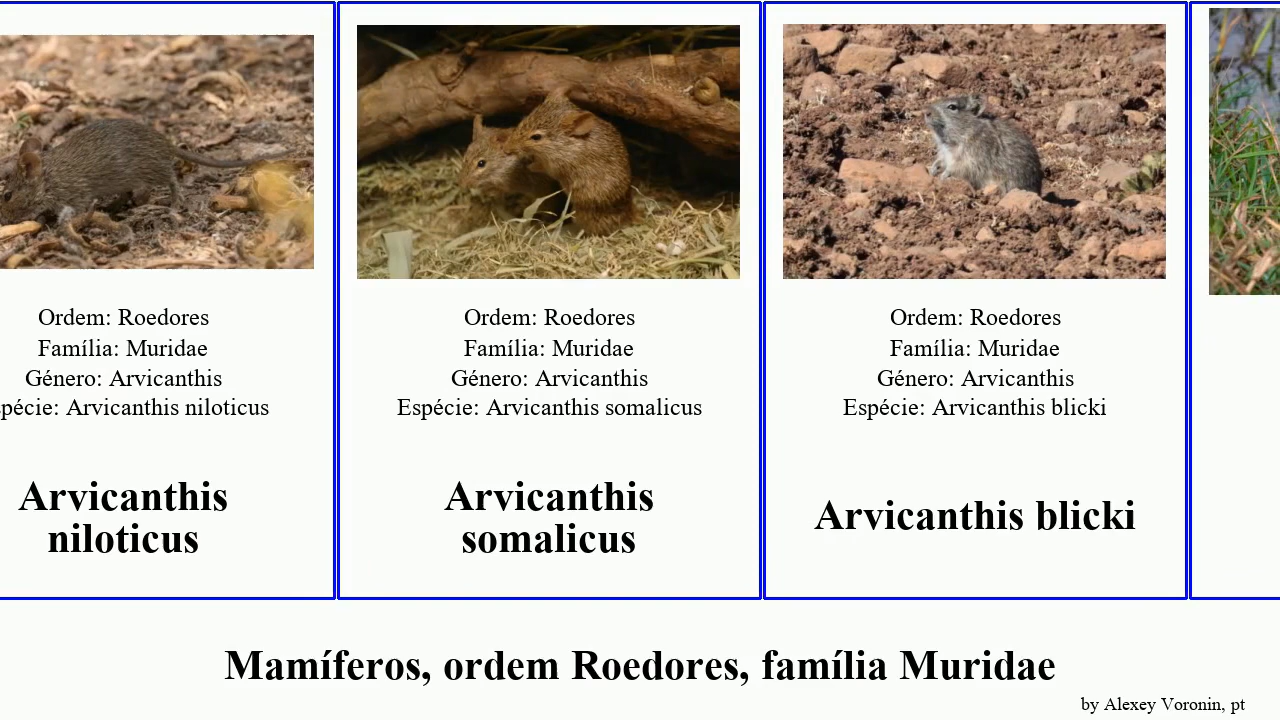 Ordem: Roedores
Família: Muridae
Género: Arvicanthis
pécie: Arvicanthis niloticus
Arvicanthis
niloticus
Ordem: Roedores
Família: Muridae
Género: Arvicanthis
Espécie: Arvicanthis somalicus
Arvicanthis
somalicus
Ordem: Roedores
Família: Muridae
Género: Arvicanthis
Espécie: Arvicanthis blicki
Arvicanthis blicki
Mamíferos, ordem Roedores, família Muridae
by Alexey Voronin, pt